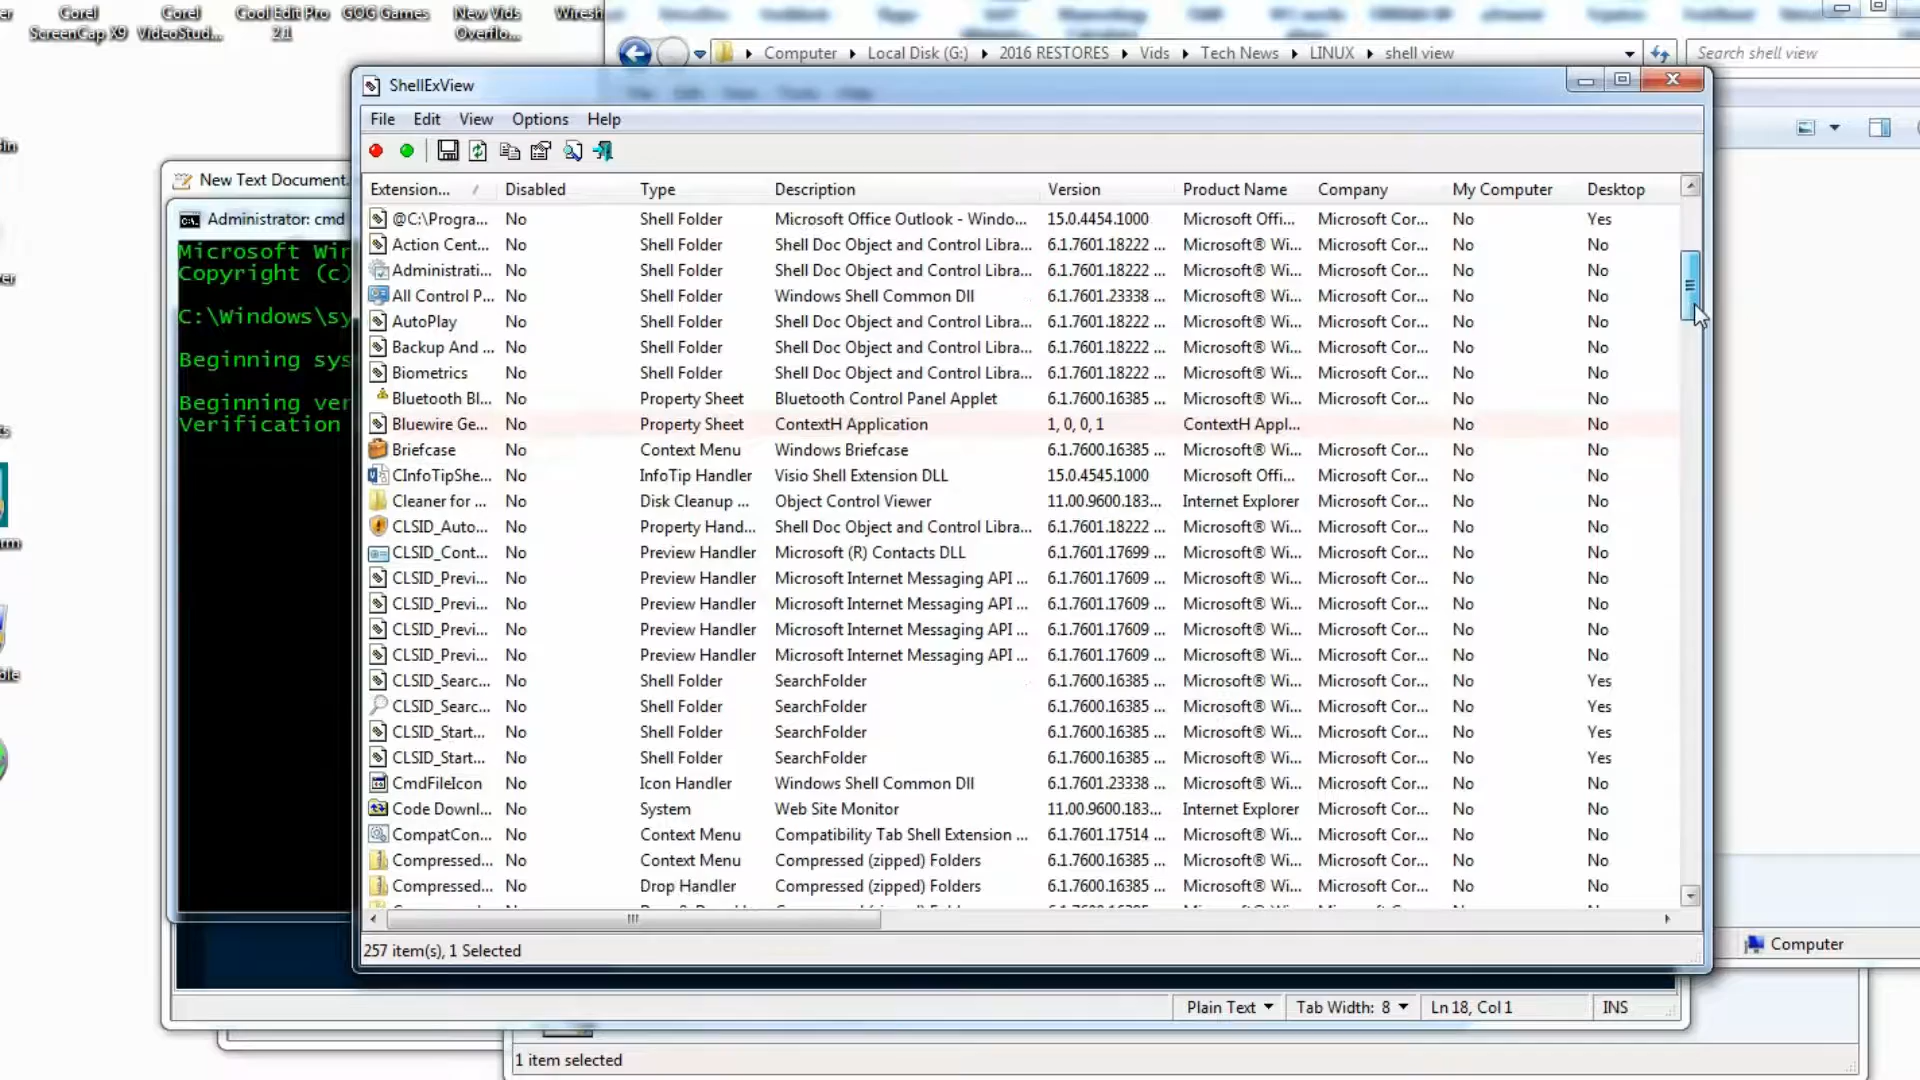 Corel
ScreenCap X9
Corel
VideoStud...
Cool Edit Pro
2.1
GOG Games
New Vids
Overflo...
Wiresh
Computer
Local Disk (G:)
2016 RESTORES
Vids
Tech News
LINUX
shell view
Search shell view
New Text Document.
Administrator: cmd
Microsoft Win
Copyright (c)
C:\Windows\sy
Beginning sys
Beginning ver
Verification
ShellExView
File Edit View Options Help
Extension... Disabled Type Description Version Product Name Company My Computer Desktop
@C:\Progra... No Shell Folder Microsoft Office Outlook - Windo... 15.0.4454.1000 Microsoft Offi... Microsoft Cor... No Yes
Action Cent... No Shell Folder Shell Doc Object and Control Libra... 6.1.7601.18222 ... Microsoft® Wi... Microsoft Cor... No No
Administrati... No Shell Folder Shell Doc Object and Control Libra... 6.1.7601.18222 ... Microsoft® Wi... Microsoft Cor... No No
All Control P... No Shell Folder Windows Shell Common Dll 6.1.7601.23338 ... Microsoft® Wi... Microsoft Cor... No No
AutoPlay No Shell Folder Shell Doc Object and Control Libra... 6.1.7601.18222 ... Microsoft® Wi... Microsoft Cor... No No
Backup And ... No Shell Folder Shell Doc Object and Control Libra... 6.1.7601.18222 ... Microsoft® Wi... Microsoft Cor... No No
Biometrics No Shell Folder Shell Doc Object and Control Libra... 6.1.7601.18222 ... Microsoft® Wi... Microsoft Cor... No No
Bluetooth Bl... No Property Sheet Bluetooth Control Panel Applet 6.1.7600.16385 ... Microsoft® Wi... Microsoft Cor... No No
Bluewire Ge... No Property Sheet ContextH Application 1, 0, 0, 1 ContextH Appl... No No
Briefcase No Context Menu Windows Briefcase 6.1.7600.16385 ... Microsoft® Wi... Microsoft Cor... No No
CInfoTipShe... No InfoTip Handler Visio Shell Extension DLL 15.0.4545.1000 Microsoft Offi... Microsoft Cor... No No
Cleaner for ... No Disk Cleanup ... Object Control Viewer 11.00.9600.183... Internet Explorer Microsoft Cor... No No
CLSID_Auto... No Property Hand... Shell Doc Object and Control Libra... 6.1.7601.18222 ... Microsoft® Wi... Microsoft Cor... No No
CLSID_Cont... No Preview Handler Microsoft (R) Contacts DLL 6.1.7601.17699 ... Microsoft® Wi... Microsoft Cor... No No
CLSID_Previ... No Preview Handler Microsoft Internet Messaging API ... 6.1.7601.17609 ... Microsoft® Wi... Microsoft Cor... No No
CLSID_Previ... No Preview Handler Microsoft Internet Messaging API ... 6.1.7601.17609 ... Microsoft® Wi... Microsoft Cor... No No
CLSID_Previ... No Preview Handler Microsoft Internet Messaging API ... 6.1.7601.17609 ... Microsoft® Wi... Microsoft Cor... No No
CLSID_Previ... No Preview Handler Microsoft Internet Messaging API ... 6.1.7601.17609 ... Microsoft® Wi... Microsoft Cor... No No
CLSID_Searc... No Shell Folder SearchFolder 6.1.7600.16385 ... Microsoft® Wi... Microsoft Cor... No Yes
CLSID_Searc... No Shell Folder SearchFolder 6.1.7600.16385 ... Microsoft® Wi... Microsoft Cor... No Yes
CLSID_Start... No Shell Folder SearchFolder 6.1.7600.16385 ... Microsoft® Wi... Microsoft Cor... No Yes
CLSID_Start... No Shell Folder SearchFolder 6.1.7600.16385 ... Microsoft® Wi... Microsoft Cor... No Yes
CmdFileIcon No Icon Handler Windows Shell Common Dll 6.1.7601.23338 ... Microsoft® Wi... Microsoft Cor... No No
Code Downl... No System Web Site Monitor 11.00.9600.183... Internet Explorer Microsoft Cor... No No
CompatCon... No Context Menu Compatibility Tab Shell Extension ... 6.1.7601.17514 ... Microsoft® Wi... Microsoft Cor... No No
Compressed... No Context Menu Compressed (zipped) Folders 6.1.7600.16385 ... Microsoft® Wi... Microsoft Cor... No No
Compressed... No Drop Handler Compressed (zipped) Folders 6.1.7600.16385 ... Microsoft® Wi... Microsoft Cor... No No
257 item(s), 1 Selected
Computer
Plain Text Tab Width: 8 Ln 18, Col 1 INS
1 item selected